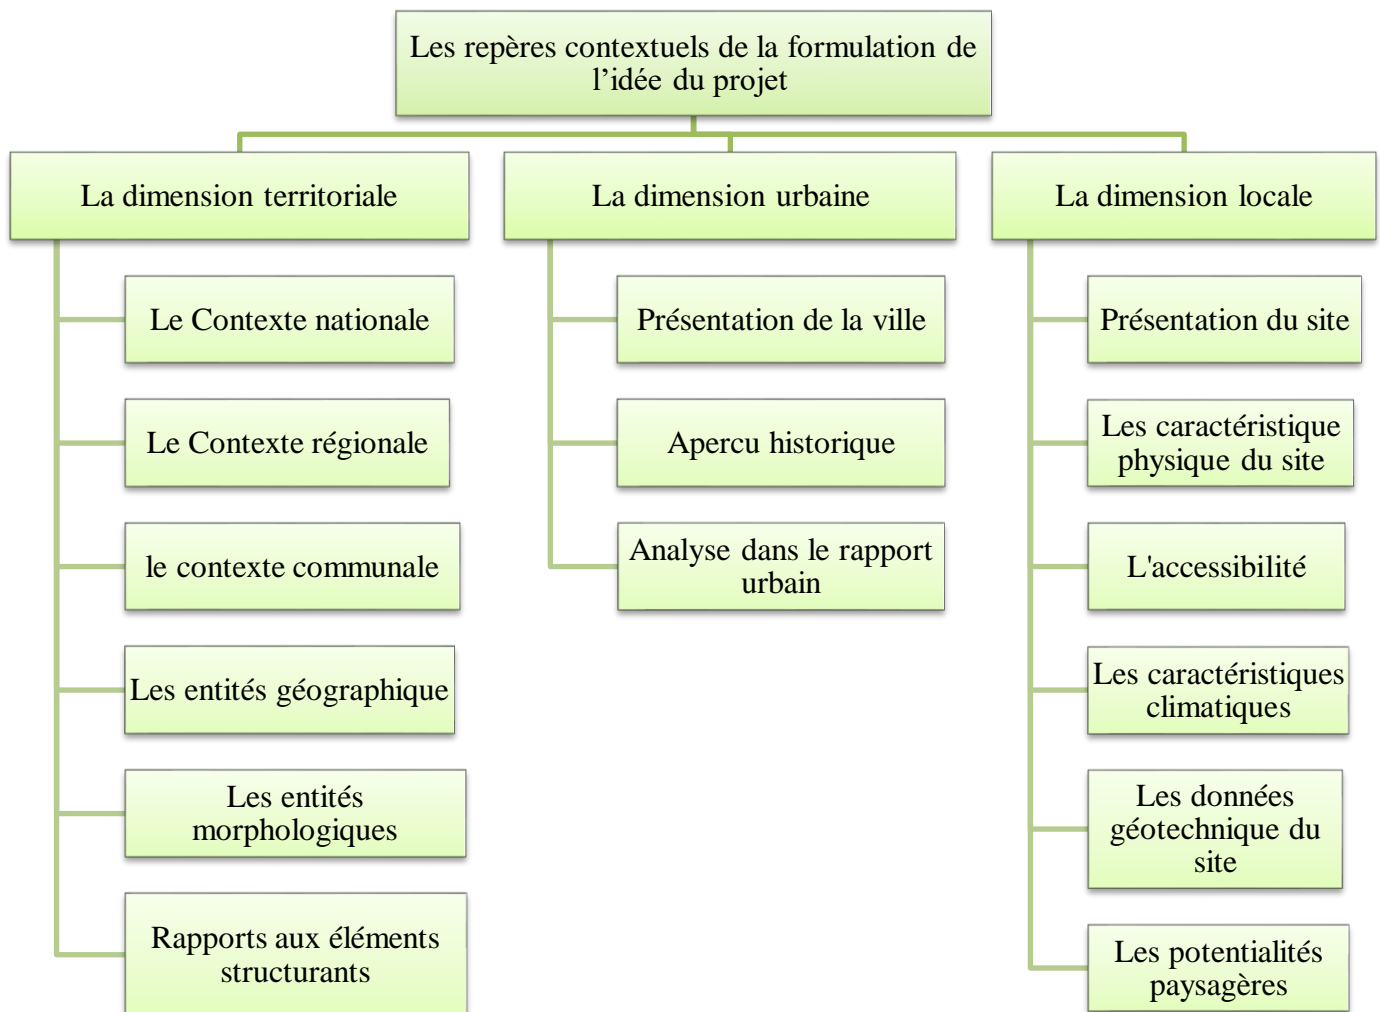 Les repères contextuels de la formulation de
l’idée du projet
La dimension territoriale
Le Contexte nationale
Le Contexte régionale
le contexte communale
Les entités géographique
Les entités
morphologiques
Rapports aux éléments
structurants
La dimension urbaine
Présentation de la ville
Apercu historique
Analyse dans le rapport
urbain
La dimension locale
Présentation du site
Les caractéristique
physique du site
L'accessibilité
Les caractéristiques
climatiques
Les données
géotechnique du
site
Les potentialités
paysagères